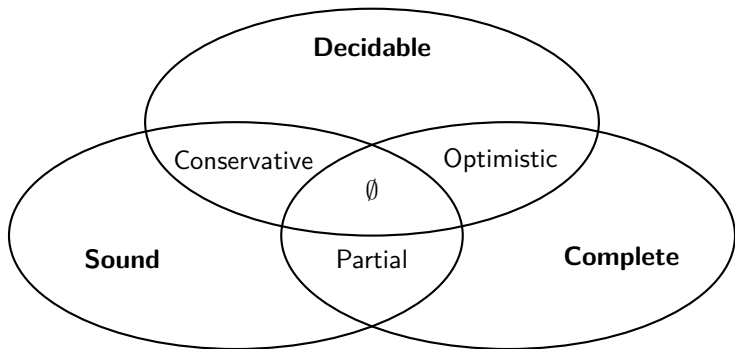 Decidable
Conservative
Optimistic
∅
Sound
Partial
Complete